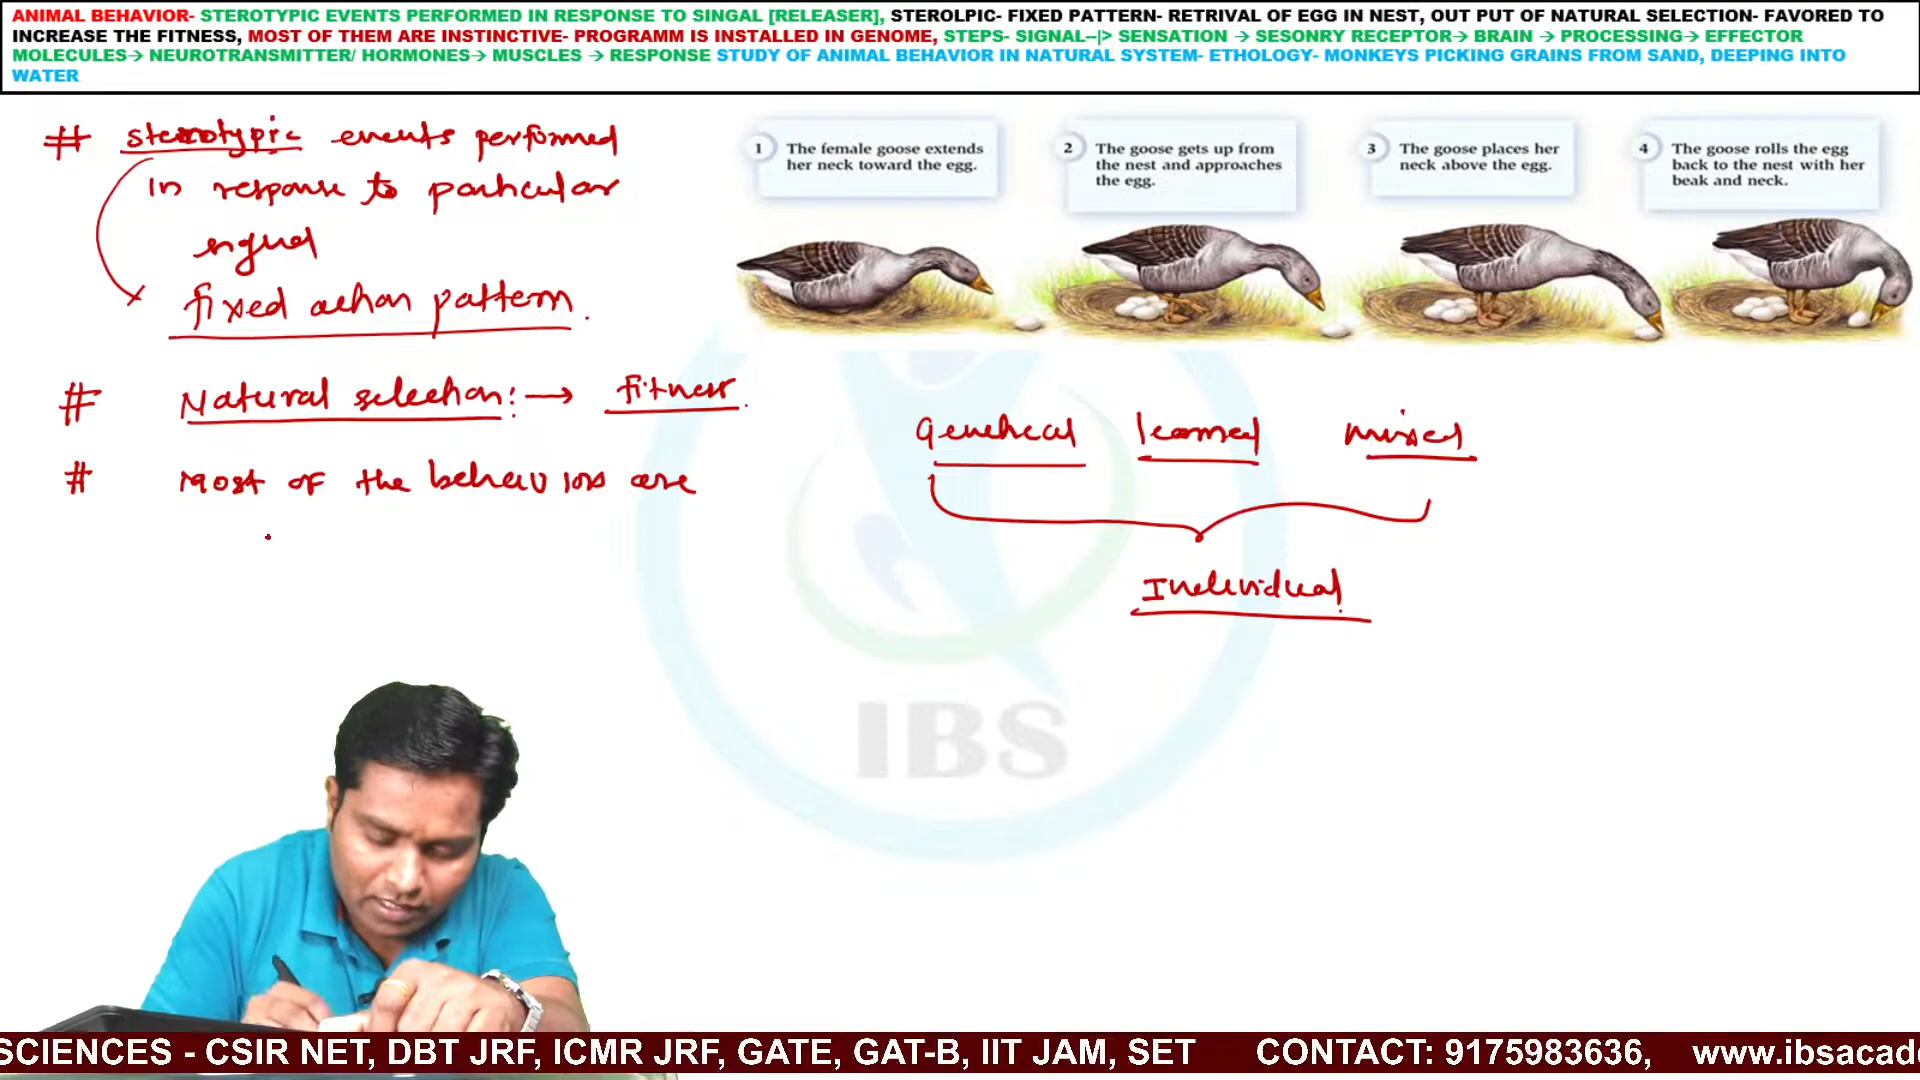 ANIMAL BEHAVIOR- STEROTYPIC EVENTS PERFORMED IN RESPONSE TO SINGAL [RELEASER], STEROLPIC- FIXED PATTERN- RETRIVAL OF EGG IN NEST, OUT PUT OF NATURAL SELECTION- FAVORED TO
INCREASE THE FITNESS, MOST OF THEM ARE INSTINCTIVE- PROGRAMM IS INSTALLED IN GENOME, STEPS- SIGNAL--|> SENSATION → SESONRY RECEPTOR→ BRAIN → PROCESSING→ EFFECTOR
MOLECULES→ NEUROTRANSMITTER/ HORMONES→ MUSCLES → RESPONSE STUDY OF ANIMAL BEHAVIOR IN NATURAL SYSTEM- ETHOLOGY- MONKEYS PICKING GRAINS FROM SAND, DEEPING INTO
WATER
# sterotypic events performed
in response to particular
signal
fixed action pattern.
# Natural selection: → fitness.
# Most of the behaviors are
1 The female goose extends
her neck toward the egg.
2 The goose gets up from
the nest and approaches
the egg.
3 The goose places her
neck above the egg.
4 The goose rolls the egg
back to the nest with her
beak and neck.
genetical learned mixed
Individual
IBS
SCIENCES - CSIR NET, DBT JRF, ICMR JRF, GATE, GAT-B, IIT JAM, SET CONTACT: 9175983636, www.ibsacad